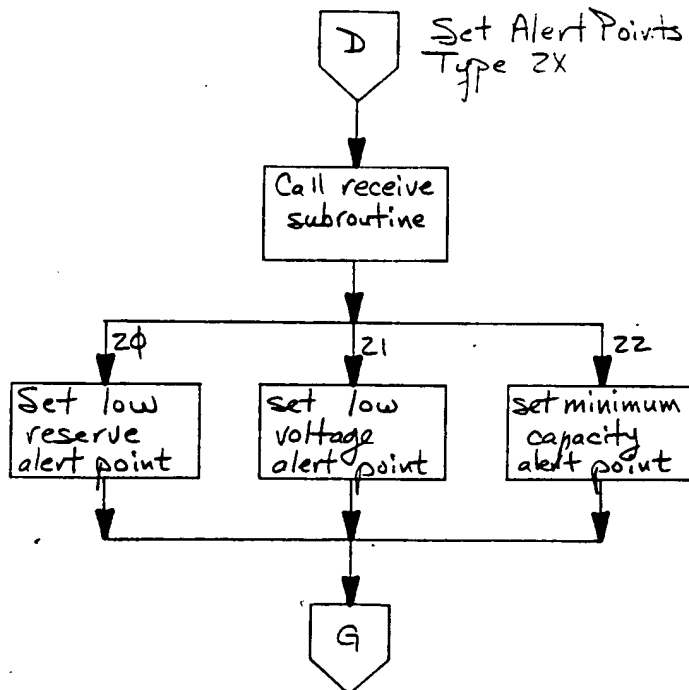 D
Set Alert Points
Type 2X
Call receive
subroutine
2φ
21
22
Set low
reserve
alert point
set low
voltage
alert point
set minimum
capacity
alert point
G